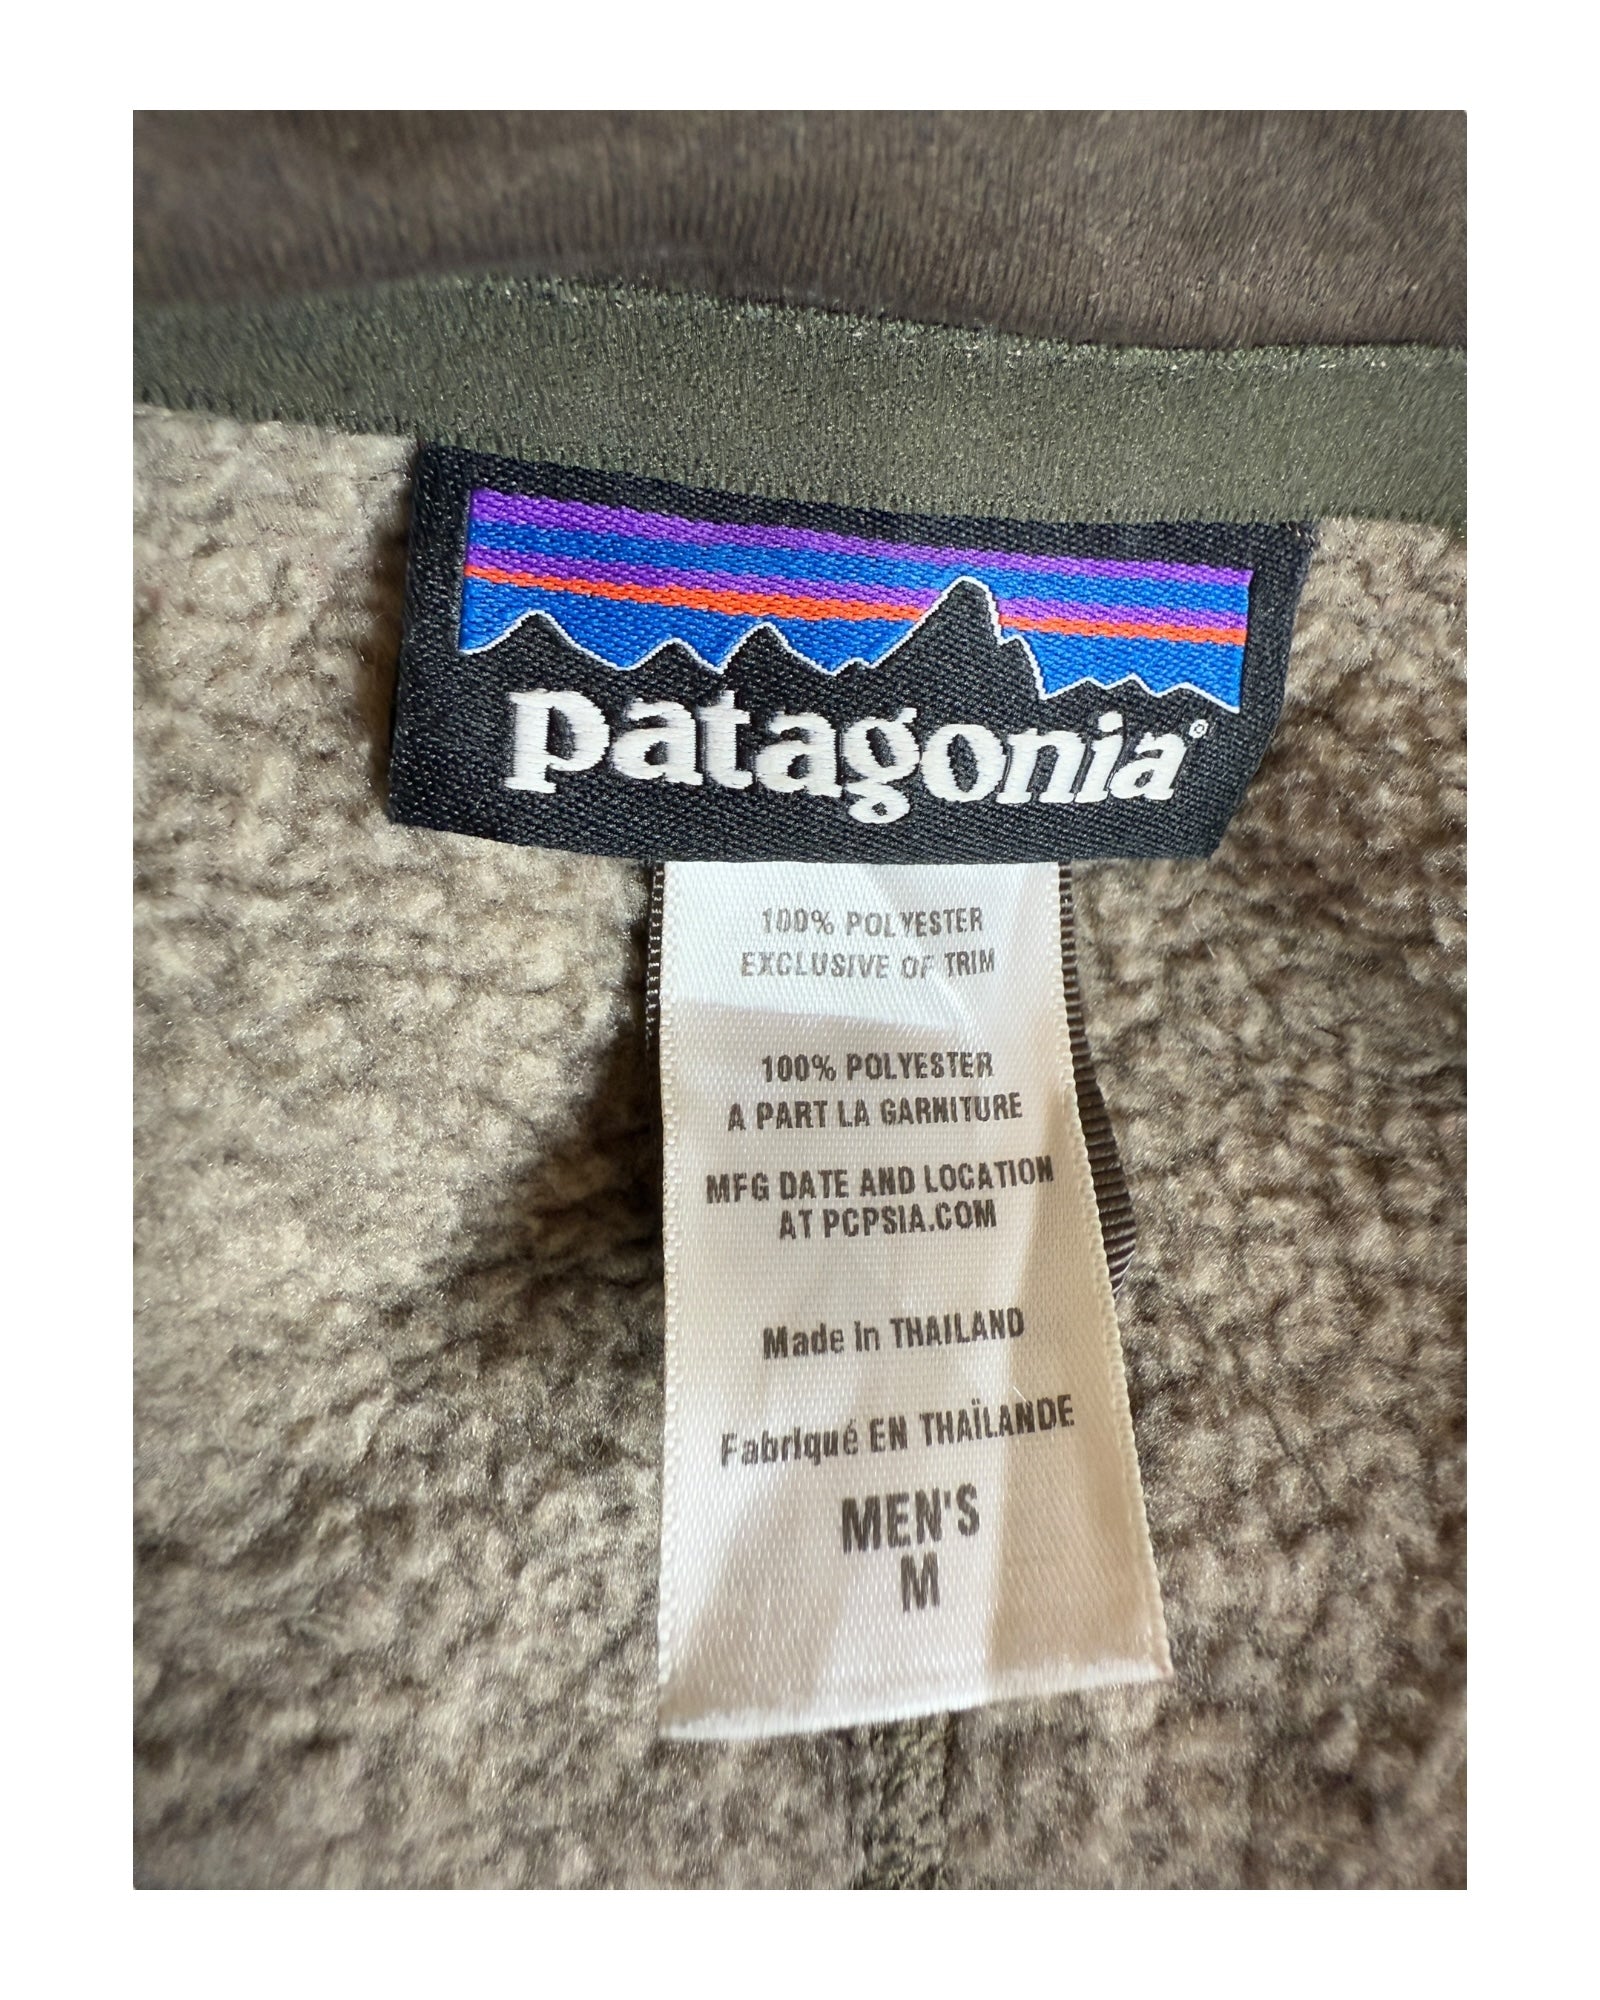 patagonia®
100% POLYESTER
EXCLUSIVE OF TRIM
100% POLYESTER
A PART LA GARNITURE
MFG DATE AND LOCATION
AT PCPSIA.COM
Made in THAILAND
Fabriqué EN THAÏLANDE
MEN'S
M